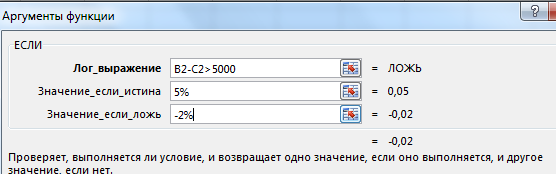 Аргументы функции
ЕСЛИ
Лог_выражение B2-C2>5000 = ЛОЖЬ
Значение_если_истина 5% = 0,05
Значение_если_ложь -2% = -0,02
= -0,02
Проверяет, выполняется ли условие, и возвращает одно значение, если оно выполняется, и другое
значение, если нет.